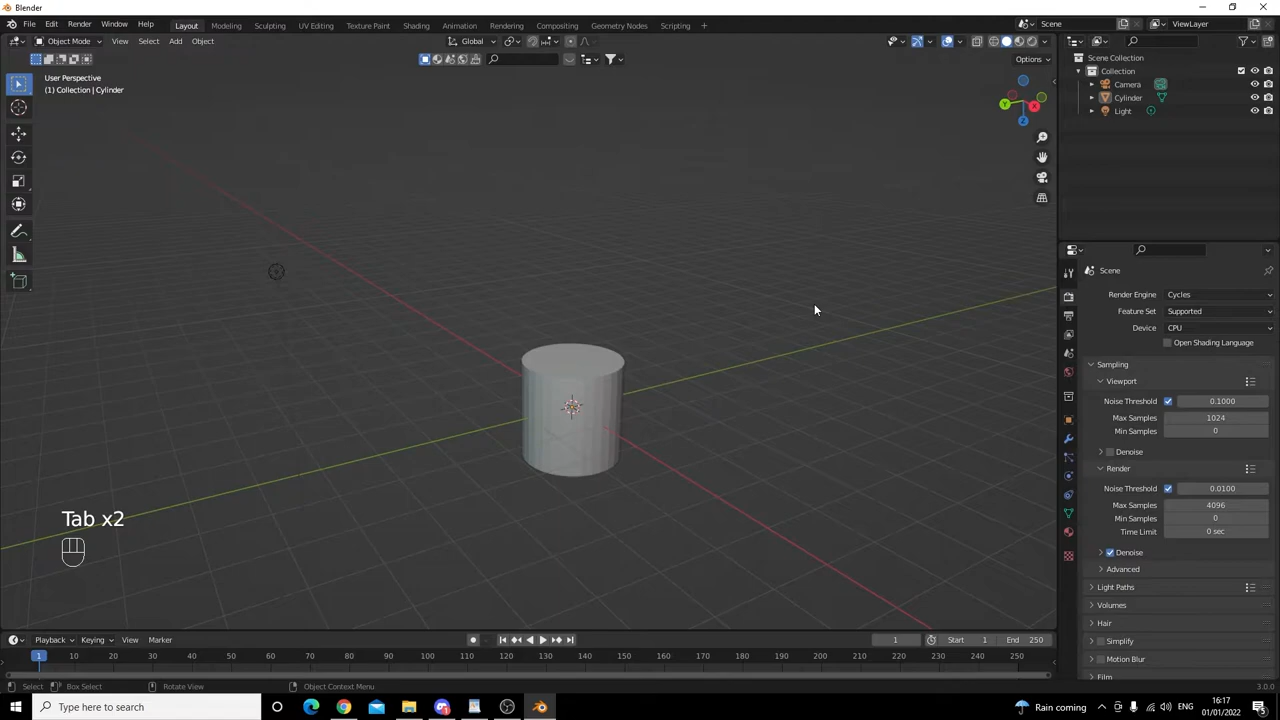 Blender
File Edit Render Window Help Layout Modeling Sculpting UV Editing Texture Paint Shading Animation Rendering Compositing Geometry Nodes Scripting + Scene ViewLayer
Object Mode View Select Add Object Global
Options
User Perspective
(1) Collection | Cylinder
Scene Collection
Collection
Camera
Cylinder
Light
X
Y
Z
Scene
Render Engine Cycles
Feature Set Supported
Device CPU
Open Shading Language
Sampling
Viewport
Noise Threshold 0.1000
Max Samples 1024
Min Samples 0
Denoise
Render
Noise Threshold 0.0100
Max Samples 4096
Min Samples 0
Time Limit 0 sec
Denoise
Advanced
Light Paths
Volumes
Hair
Simplify
Motion Blur
Film
Tab x2
Playback Keying View Marker 1 Start 1 End 250
1 10 20 30 40 50 60 70 80 90 100 110 120 130 140 150 160 170 180 190 200 210 220 230 240 250
Select Box Select Rotate View Object Context Menu 3.0.0
Type here to search
Rain coming ENG 16:17
01/01/2022